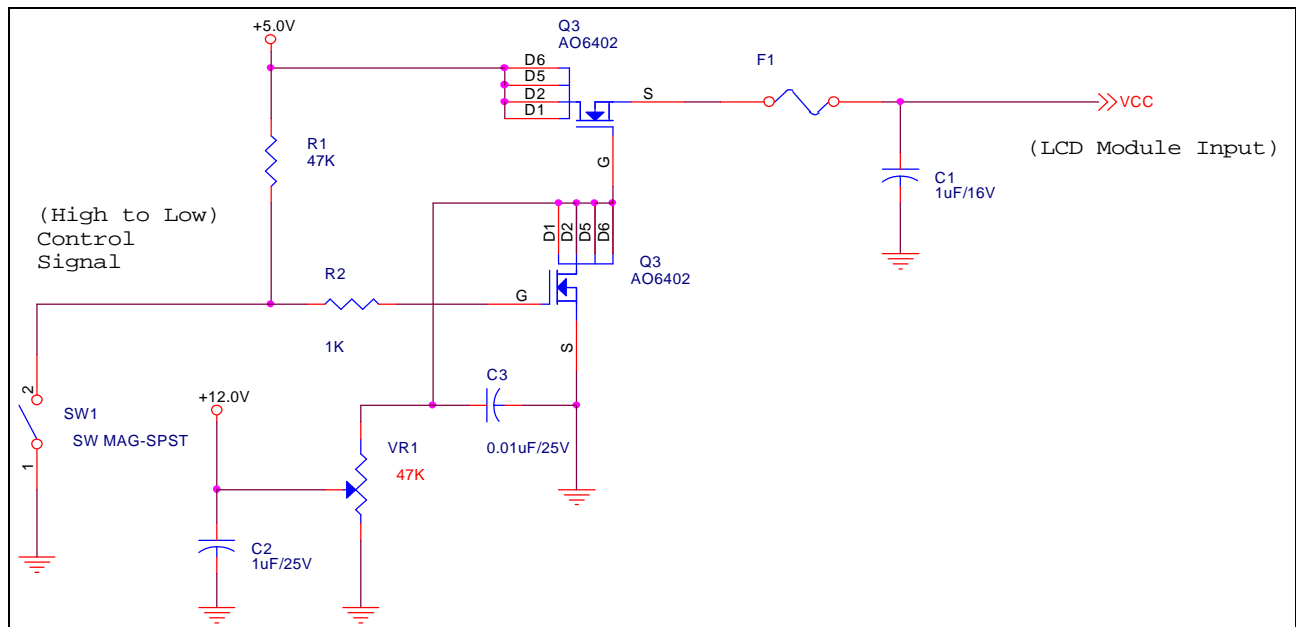 +5.0V
Q3
AO6402
D6
D5
D2
D1
S
G
F1
VCC
(LCD Module Input)
R1
47K
C1
1uF/16V
(High to Low)
Control
Signal
D1
D2
D5
D6
Q3
AO6402
R2
1K
G
S
2
SW1
SW MAG-SPST
1
+12.0V
C3
0.01uF/25V
VR1
47K
C2
1uF/25V